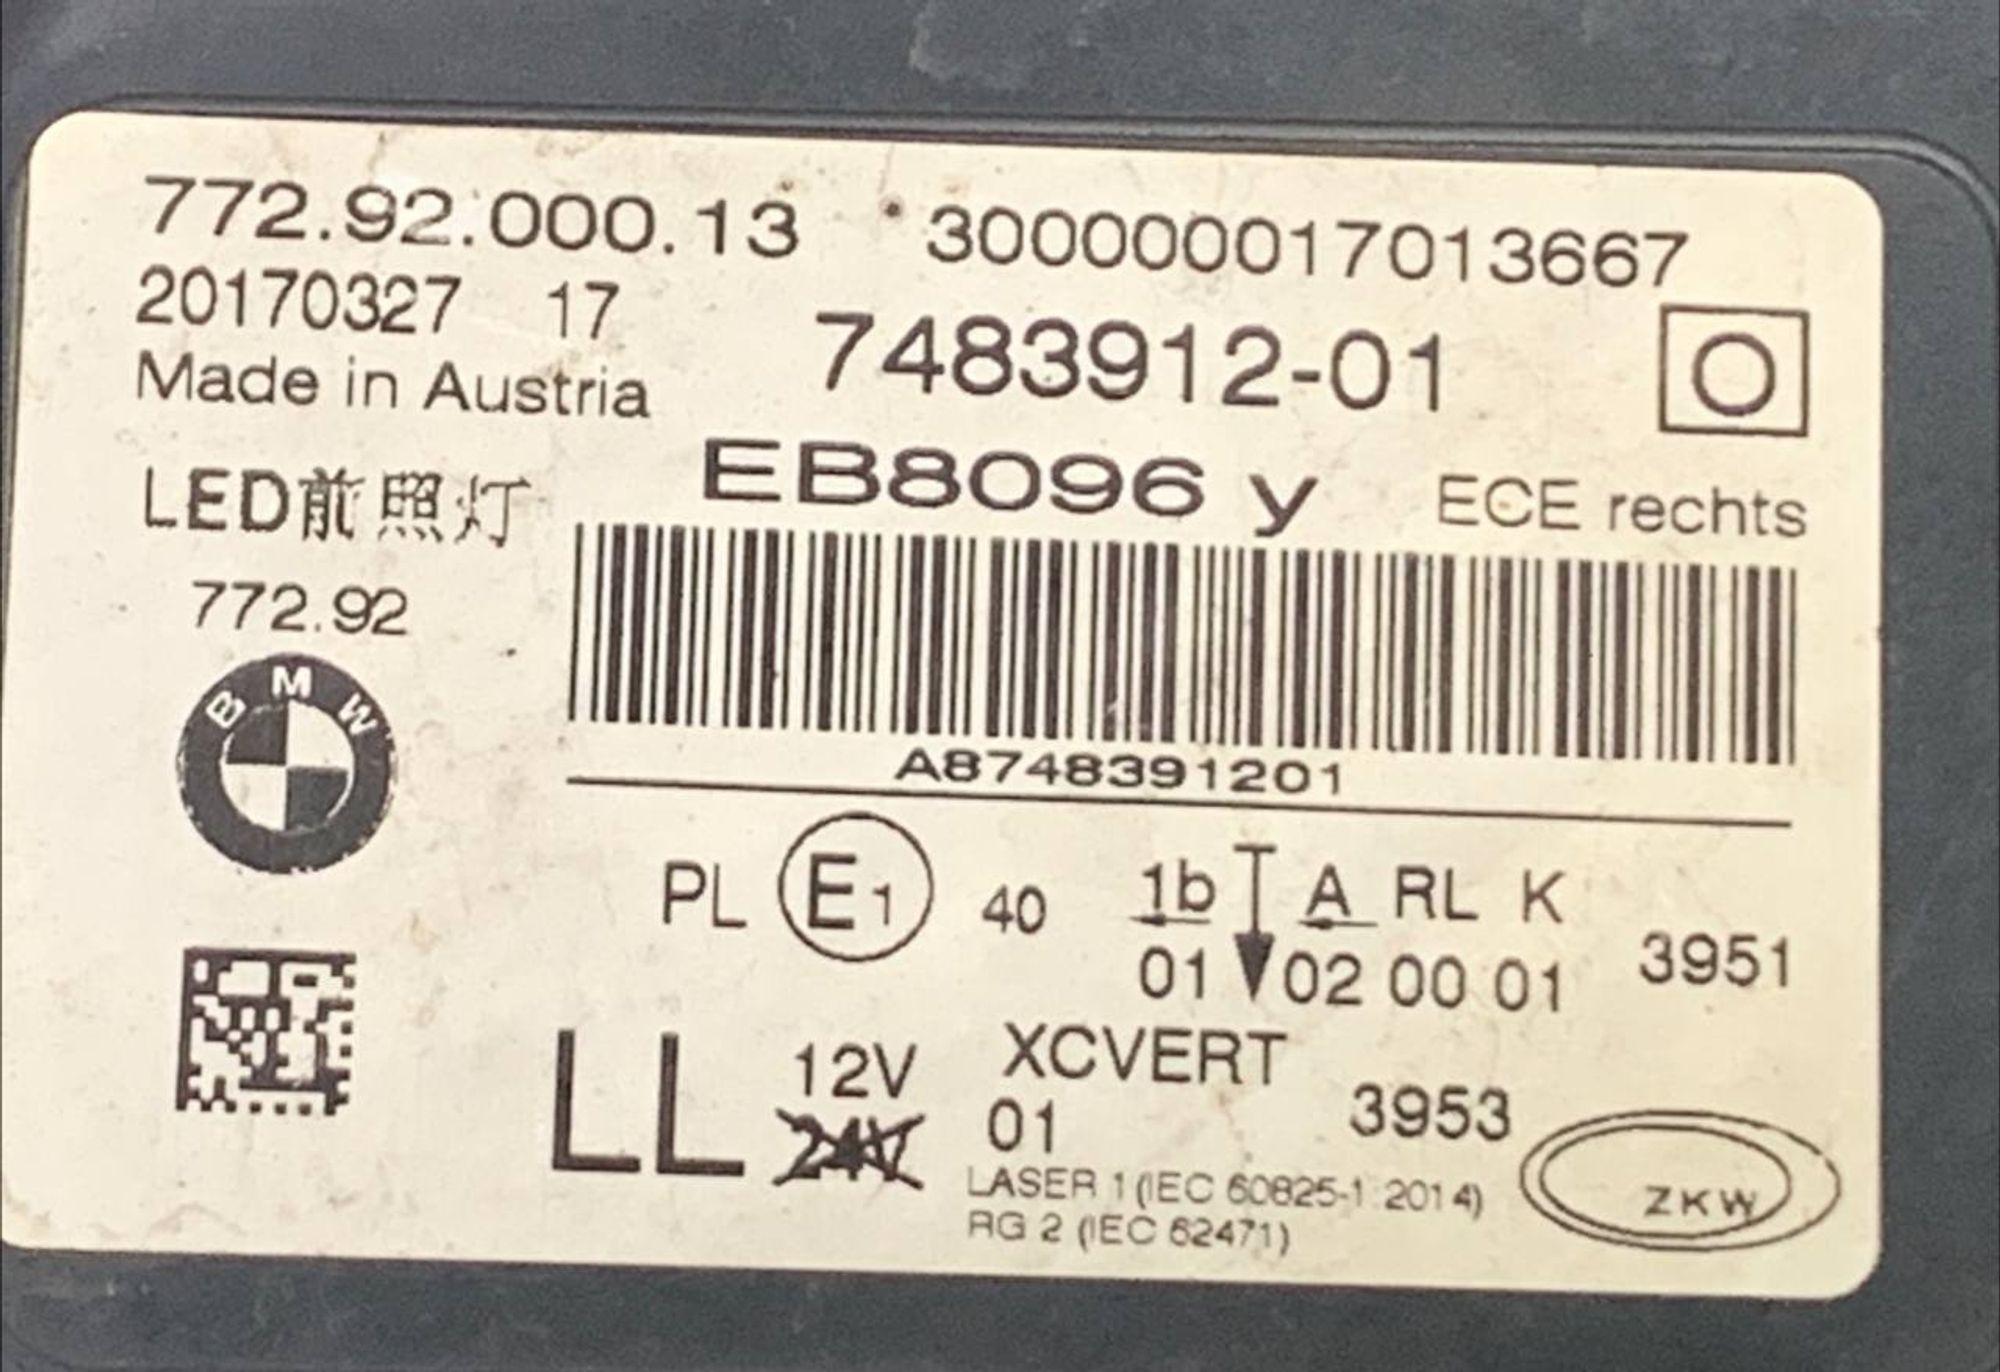 772.92.000.13 300000017013667
20170327 17
7483912-01
Made in Austria
EB8096 y ECE rechts
LED前照灯
772.92
BMW
A8748391201
PL E1 40 1b A RL K
01 02 00 01 3951
LL 12V XCVERT
24V 01 3953
LASER 1 (IEC 60825-1:2014)
RG 2 (IEC 62471)
ZKW